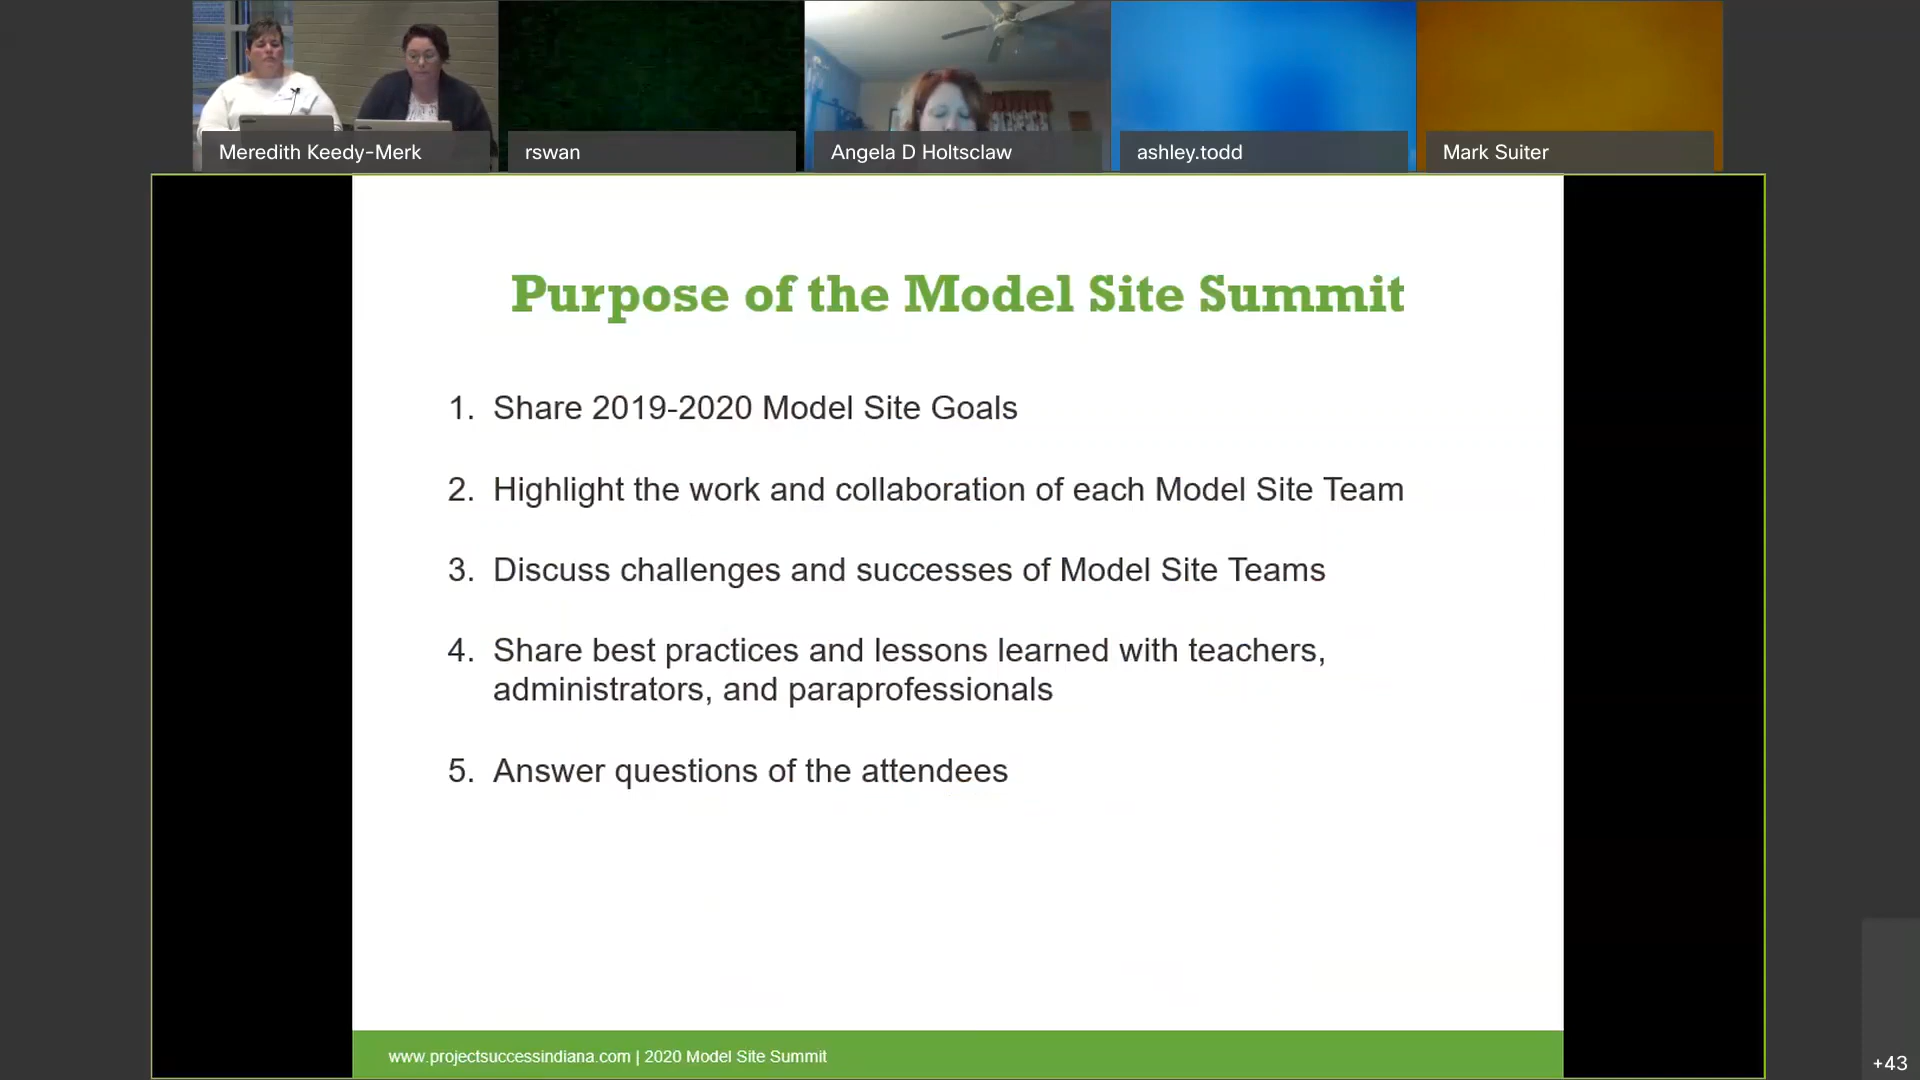 Meredith Keedy-Merk
rswan
Angela D Holtsclaw
ashley.todd
Mark Suiter
Purpose of the Model Site Summit
1. Share 2019-2020 Model Site Goals
2. Highlight the work and collaboration of each Model Site Team
3. Discuss challenges and successes of Model Site Teams
4. Share best practices and lessons learned with teachers,
administrators, and paraprofessionals
5. Answer questions of the attendees
www.projectsuccessindiana.com | 2020 Model Site Summit
+43